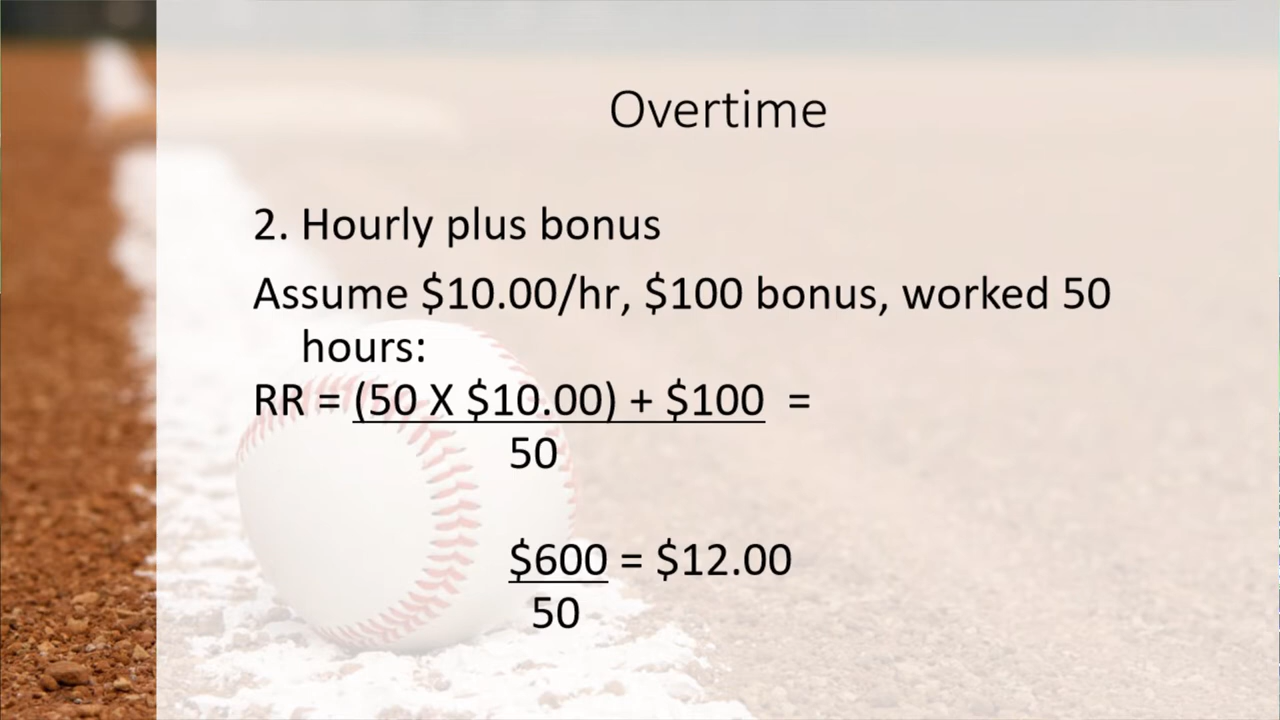 Overtime
2. Hourly plus bonus
Assume $10.00/hr, $100 bonus, worked 50
hours:
RR = (50 X $10.00) + $100 =
50
$600 = $12.00
50